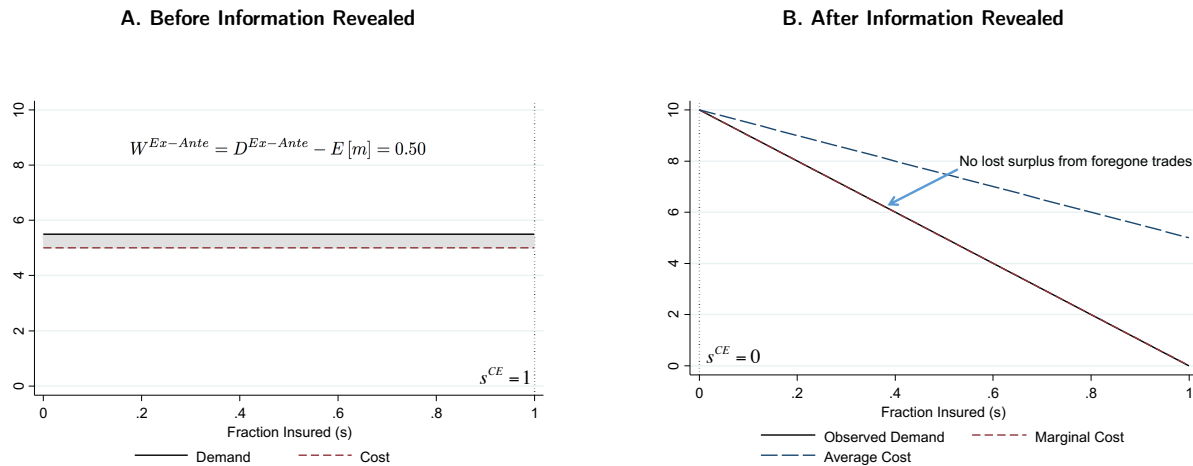 A. Before Information Revealed
10
8
6
4
2
0
W^{Ex-Ante} = D^{Ex-Ante} − E[m] = 0.50
s^{CE} = 1
0
.2
.4
.6
.8
1
Fraction Insured (s)
Demand
Cost
B. After Information Revealed
10
8
6
4
2
0
No lost surplus from foregone trades
s^{CE} = 0
0
.2
.4
.6
.8
1
Fraction Insured (s)
Observed Demand
Marginal Cost
Average Cost